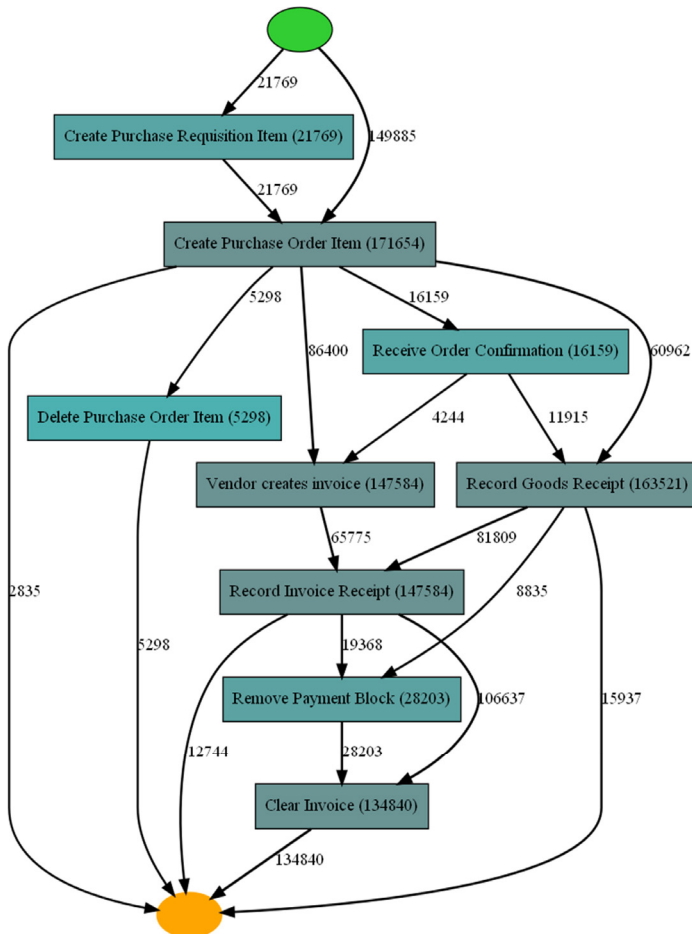 21769
Create Purchase Requisition Item (21769)
149885
21769
Create Purchase Order Item (171654)
5298
16159
86400
Receive Order Confirmation (16159)
60962
Delete Purchase Order Item (5298)
4244
11915
Vendor creates invoice (147584)
Record Goods Receipt (163521)
65775
81809
2835
Record Invoice Receipt (147584)
8835
5298
19368
Remove Payment Block (28203)
106637
15937
12744
28203
Clear Invoice (134840)
134840